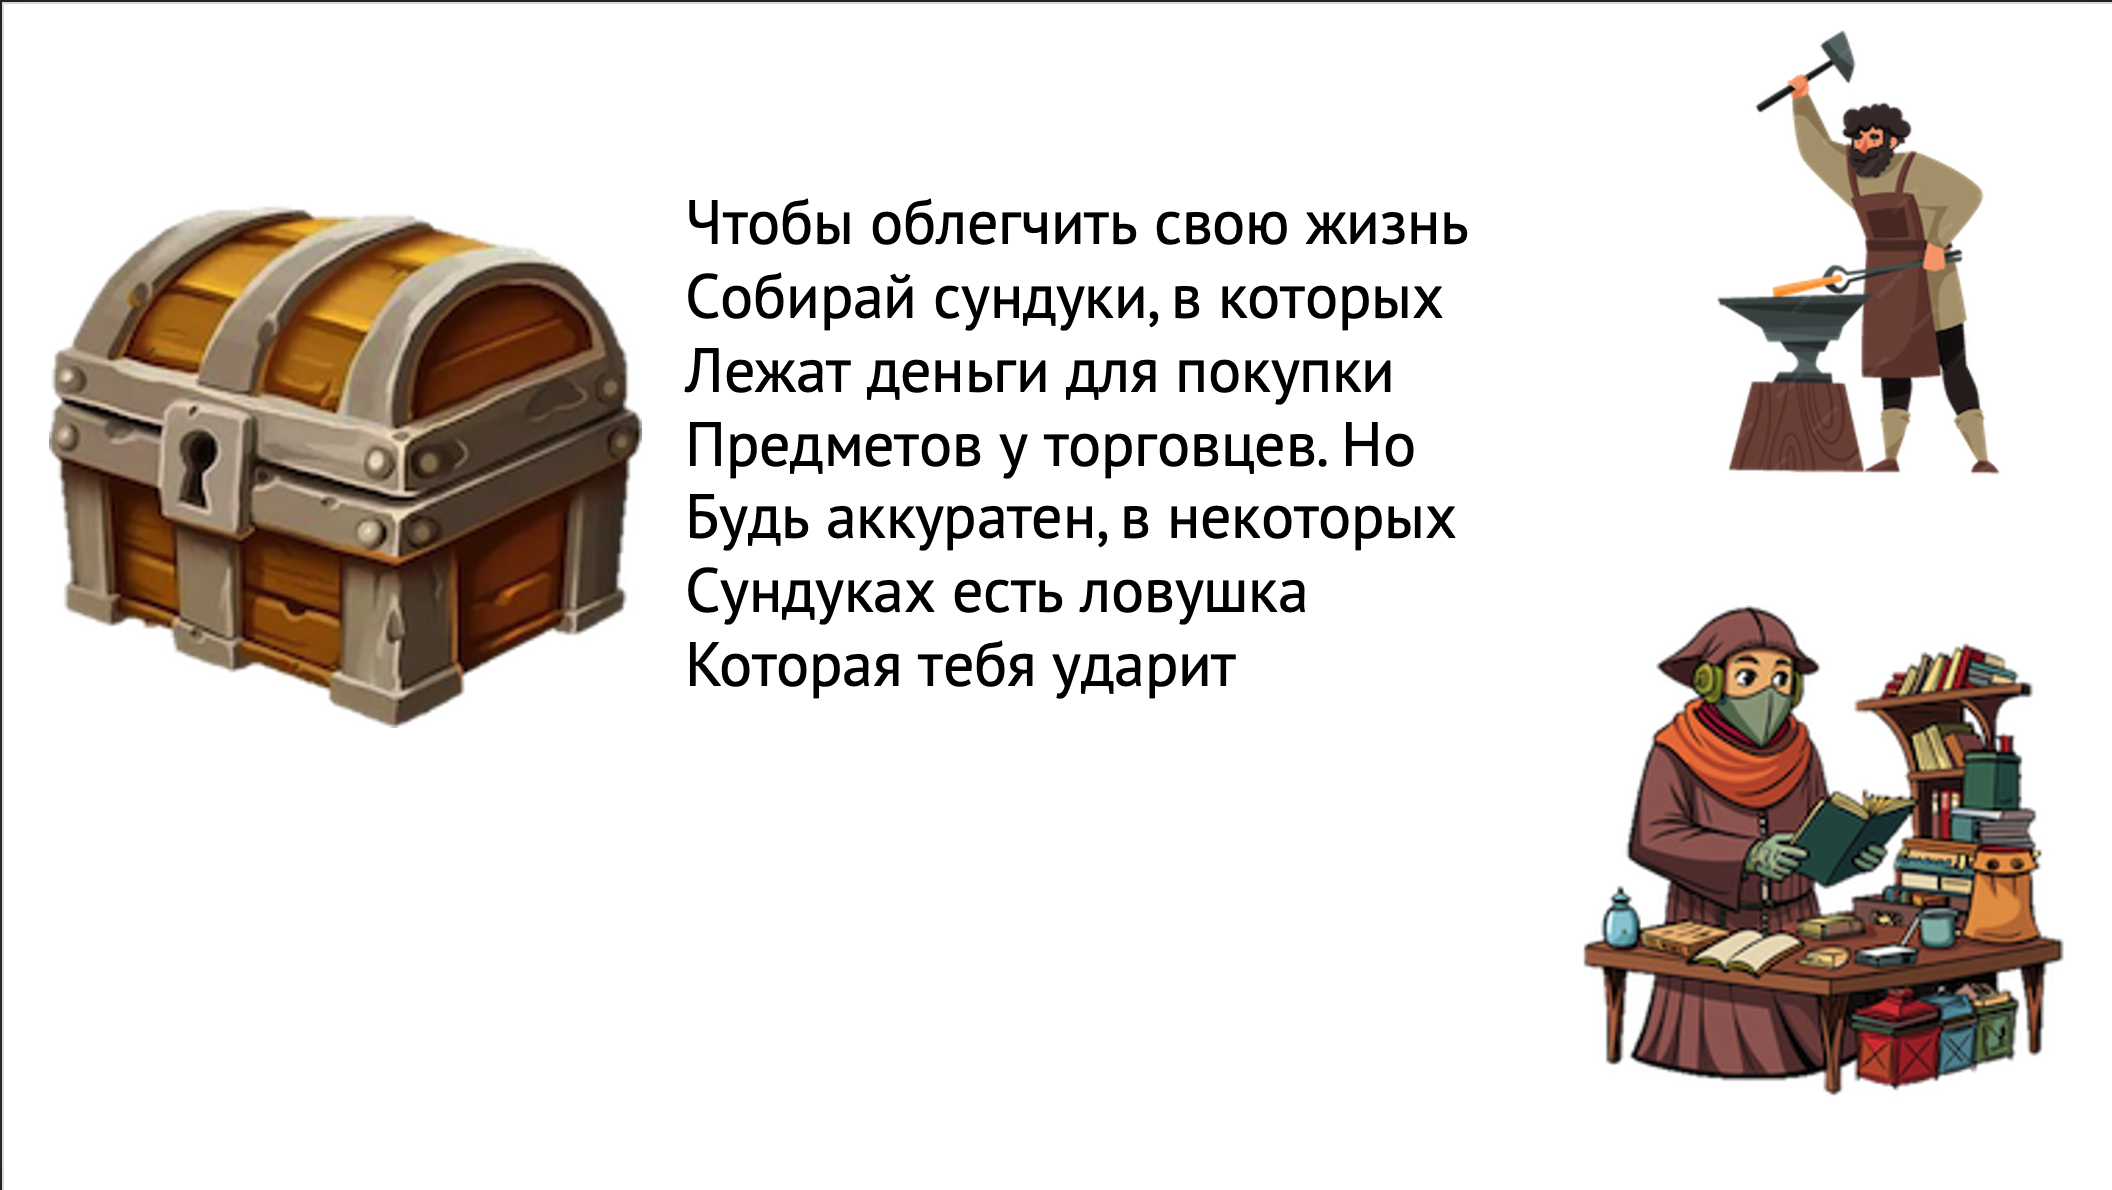 Чтобы облегчить свою жизнь
Собирай сундуки, в которых
Лежат деньги для покупки
Предметов у торговцев. Но
Будь аккуратен, в некоторых
Сундуках есть ловушка
Которая тебя ударит